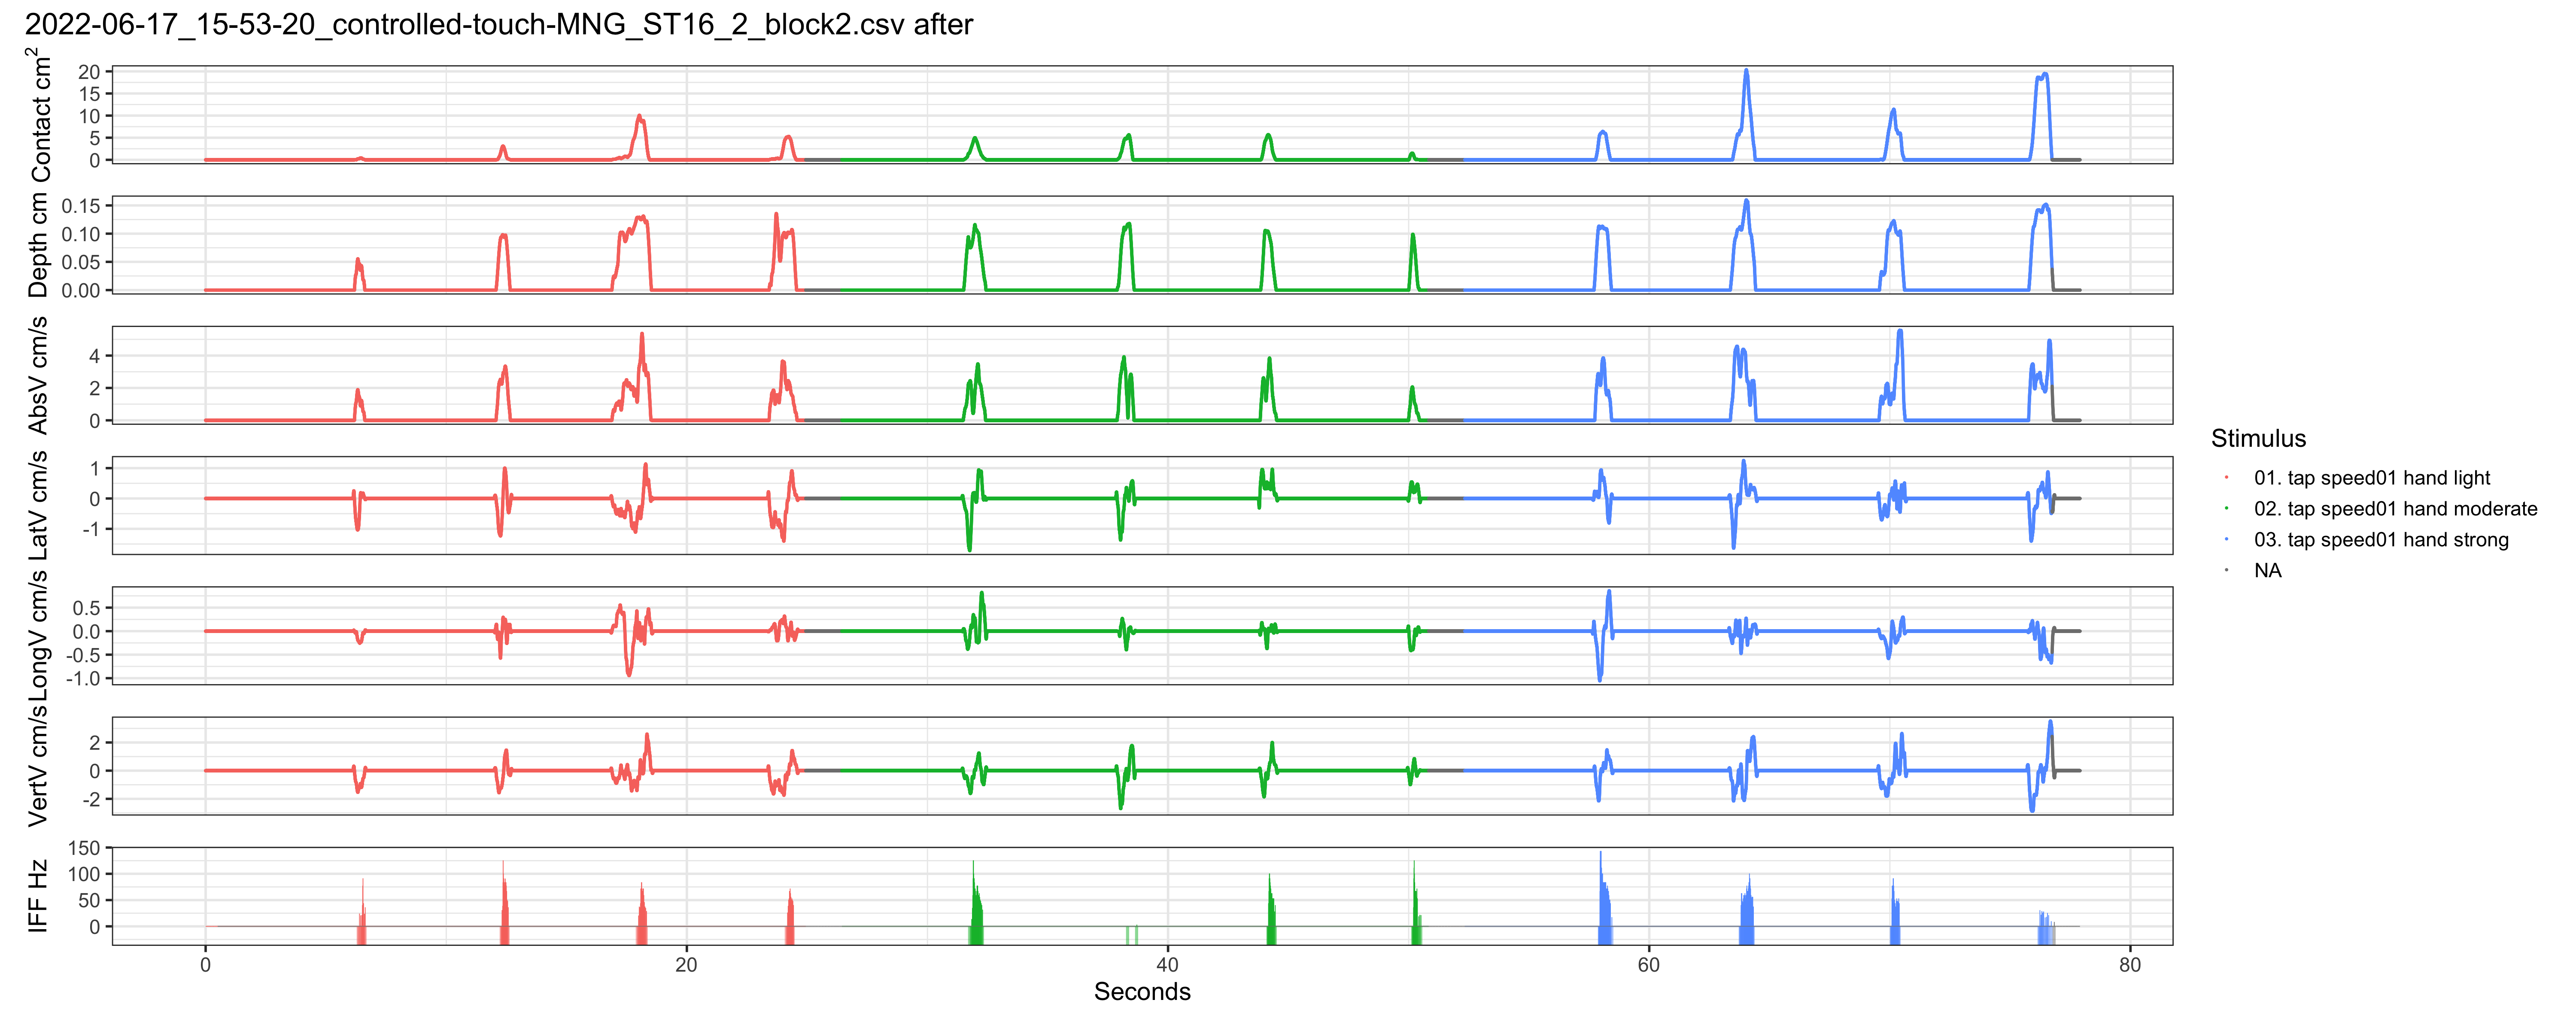 2022-06-17_15-53-20_controlled-touch-MNG_ST16_2_block2.csv after
Contact cm²
20
15
10
5
0
Depth cm
0.15
0.10
0.05
0.00
AbsV cm/s
4
2
0
LatV cm/s
1
0
-1
LongV cm/s
0.5
0.0
-0.5
-1.0
VertV cm/s
2
0
-2
IFF Hz
150
100
50
0
0 20 40 60 80
Seconds
Stimulus
01. tap speed01 hand light
02. tap speed01 hand moderate
03. tap speed01 hand strong
NA